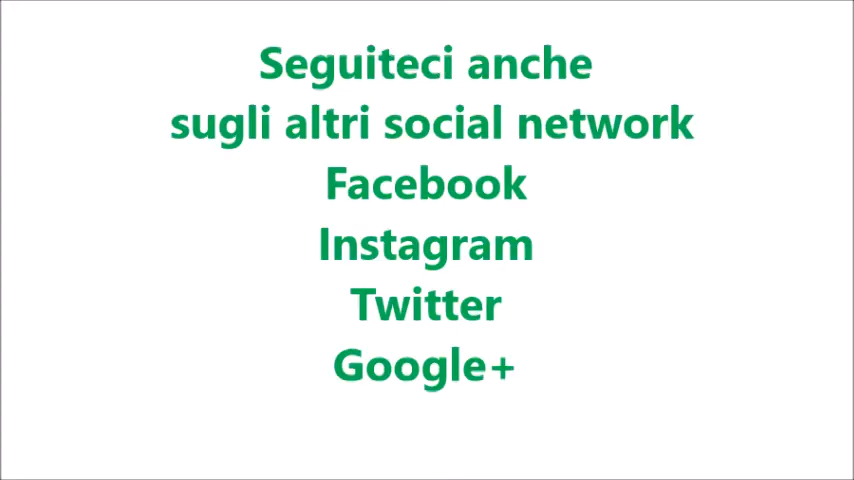 Seguiteci anche
sugli altri social network
Facebook
Instagram
Twitter
Google+